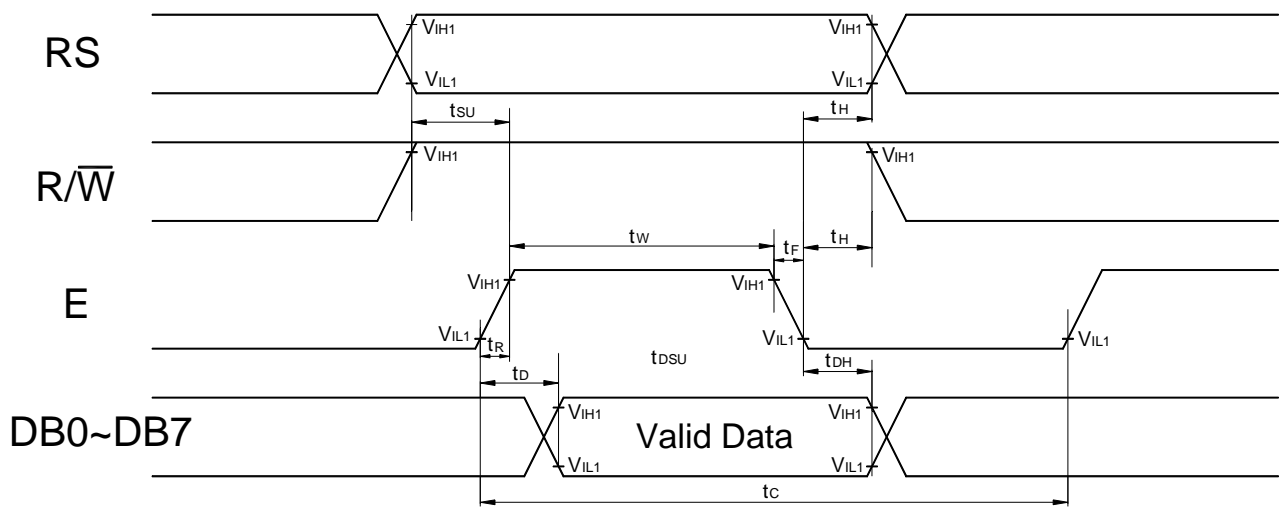 RS
VIH1
VIL1
VIH1
VIL1
tSU
tH
R/W̅
VIH1
VIH1
tW
tF
tH
E
VIH1
VIL1
VIH1
VIL1
VIL1
tR
tD
tDSU
tDH
DB0~DB7
VIH1
VIL1
Valid Data
VIH1
VIL1
tC